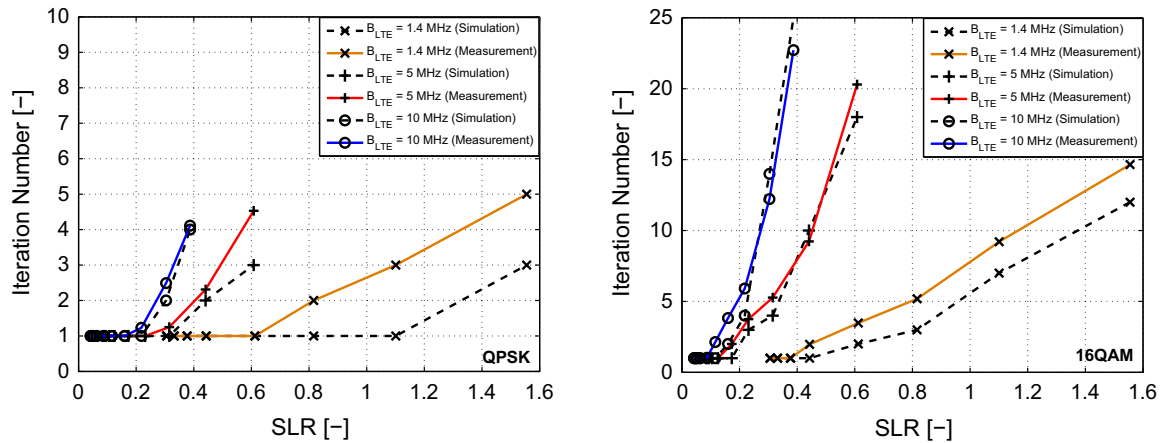 10
9
8
7
6
5
4
3
2
1
0
Iteration Number [−]
B_LTE = 1.4 MHz (Simulation)
B_LTE = 1.4 MHz (Measurement)
B_LTE = 5 MHz (Simulation)
B_LTE = 5 MHz (Measurement)
B_LTE = 10 MHz (Simulation)
B_LTE = 10 MHz (Measurement)
QPSK
0 0.2 0.4 0.6 0.8 1 1.2 1.4 1.6
SLR [−]
25
20
15
10
5
0
Iteration Number [−]
B_LTE = 1.4 MHz (Simulation)
B_LTE = 1.4 MHz (Measurement)
B_LTE = 5 MHz (Simulation)
B_LTE = 5 MHz (Measurement)
B_LTE = 10 MHz (Simulation)
B_LTE = 10 MHz (Measurement)
16QAM
0 0.2 0.4 0.6 0.8 1 1.2 1.4 1.6
SLR [−]